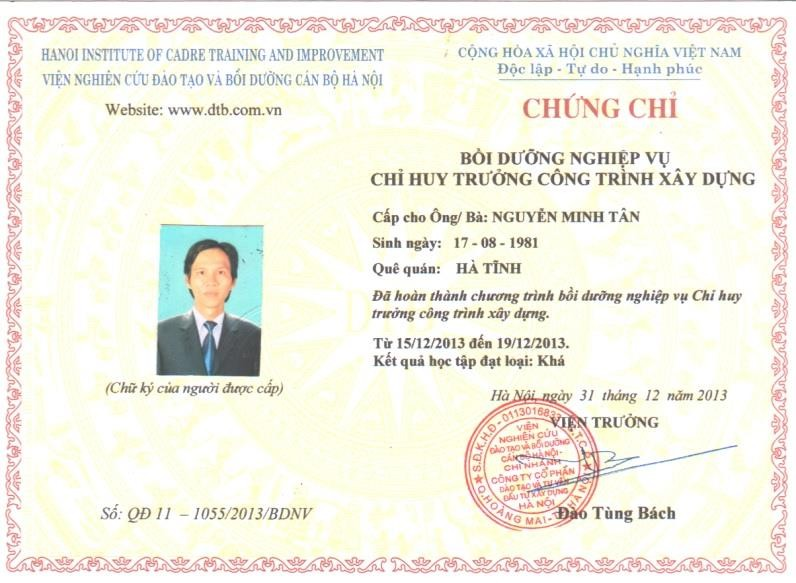 HANOI INSTITUTE OF CADRE TRAINING AND IMPROVEMENT
VIỆN NGHIÊN CỨU ĐÀO TẠO VÀ BỒI DƯỠNG CÁN BỘ HÀ NỘI
Website: www.dtb.com.vn
CỘNG HÒA XÃ HỘI CHỦ NGHĨA VIỆT NAM
Độc lập - Tự do - Hạnh phúc
CHỨNG CHỈ
BỒI DƯỠNG NGHIỆP VỤ
CHỈ HUY TRƯỞNG CÔNG TRÌNH XÂY DỰNG
Cấp cho Ông/ Bà: NGUYỄN MINH TÂN
Sinh ngày: 17 - 08 - 1981
Quê quán: HÀ TĨNH
Đã hoàn thành chương trình bồi dưỡng nghiệp vụ Chỉ huy
trưởng công trình xây dựng.
Từ 15/12/2013 đến 19/12/2013.
Kết quả học tập đạt loại: Khá
(Chữ ký của người được cấp)
Hà Nội, ngày 31 tháng 12 năm 2013
VIỆN TRƯỞNG
VIỆN
NGHIÊN CỨU
ĐÀO TẠO VÀ BỒI DƯỠNG
CÁN BỘ HÀ NỘI-
CHI NHÁNH
CÔNG TY CỔ PHẦN
ĐÀO TẠO VÀ TƯ VẤN
ĐẦU TƯ XÂY DỰNG
HÀ NỘI
Q.HOÀNG MAI
Số: QĐ 11 - 1055/2013/BDNV
Đào Tùng Bách